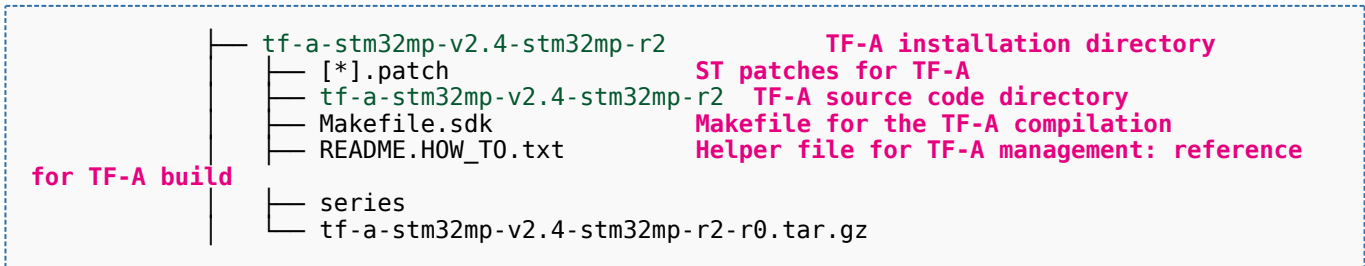 ├── tf-a-stm32mp-v2.4-stm32mp-r2 TF-A installation directory
│ ├── [*].patch ST patches for TF-A
│ ├── tf-a-stm32mp-v2.4-stm32mp-r2 TF-A source code directory
│ ├── Makefile.sdk Makefile for the TF-A compilation
│ ├── README.HOW_TO.txt Helper file for TF-A management: reference
for TF-A build
│ ├── series
│ └── tf-a-stm32mp-v2.4-stm32mp-r2-r0.tar.gz